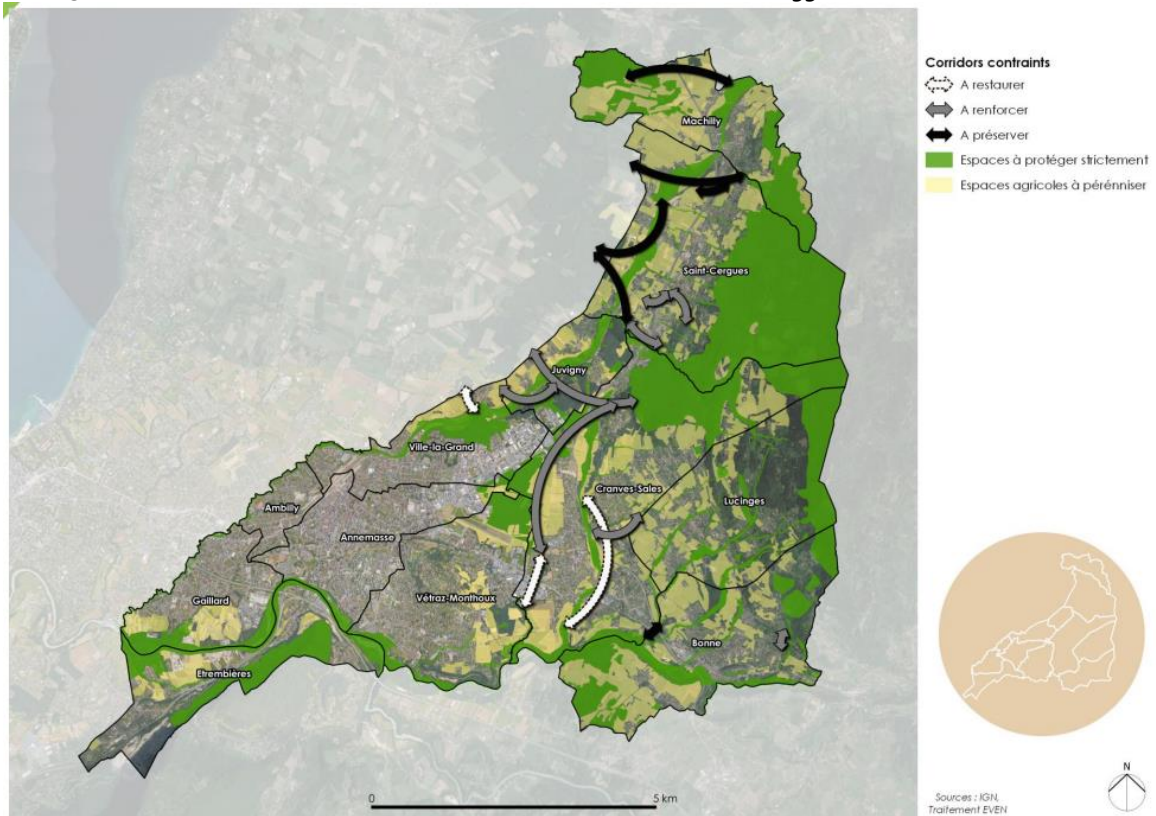 Corridors contraints
A restaurer
A renforcer
A préserver
Espaces à protéger strictement
Espaces agricoles à pérénniser
Machilly
Saint-Cergues
Juvigny
Ville-la-Grand
Cranves-Sales
Lucinges
Ambilly
Annemasse
Gaillard
Vétraz-Monthoux
Bonne
Etrembières
0 5 km
N
Sources : IGN,
Traitement EVEN